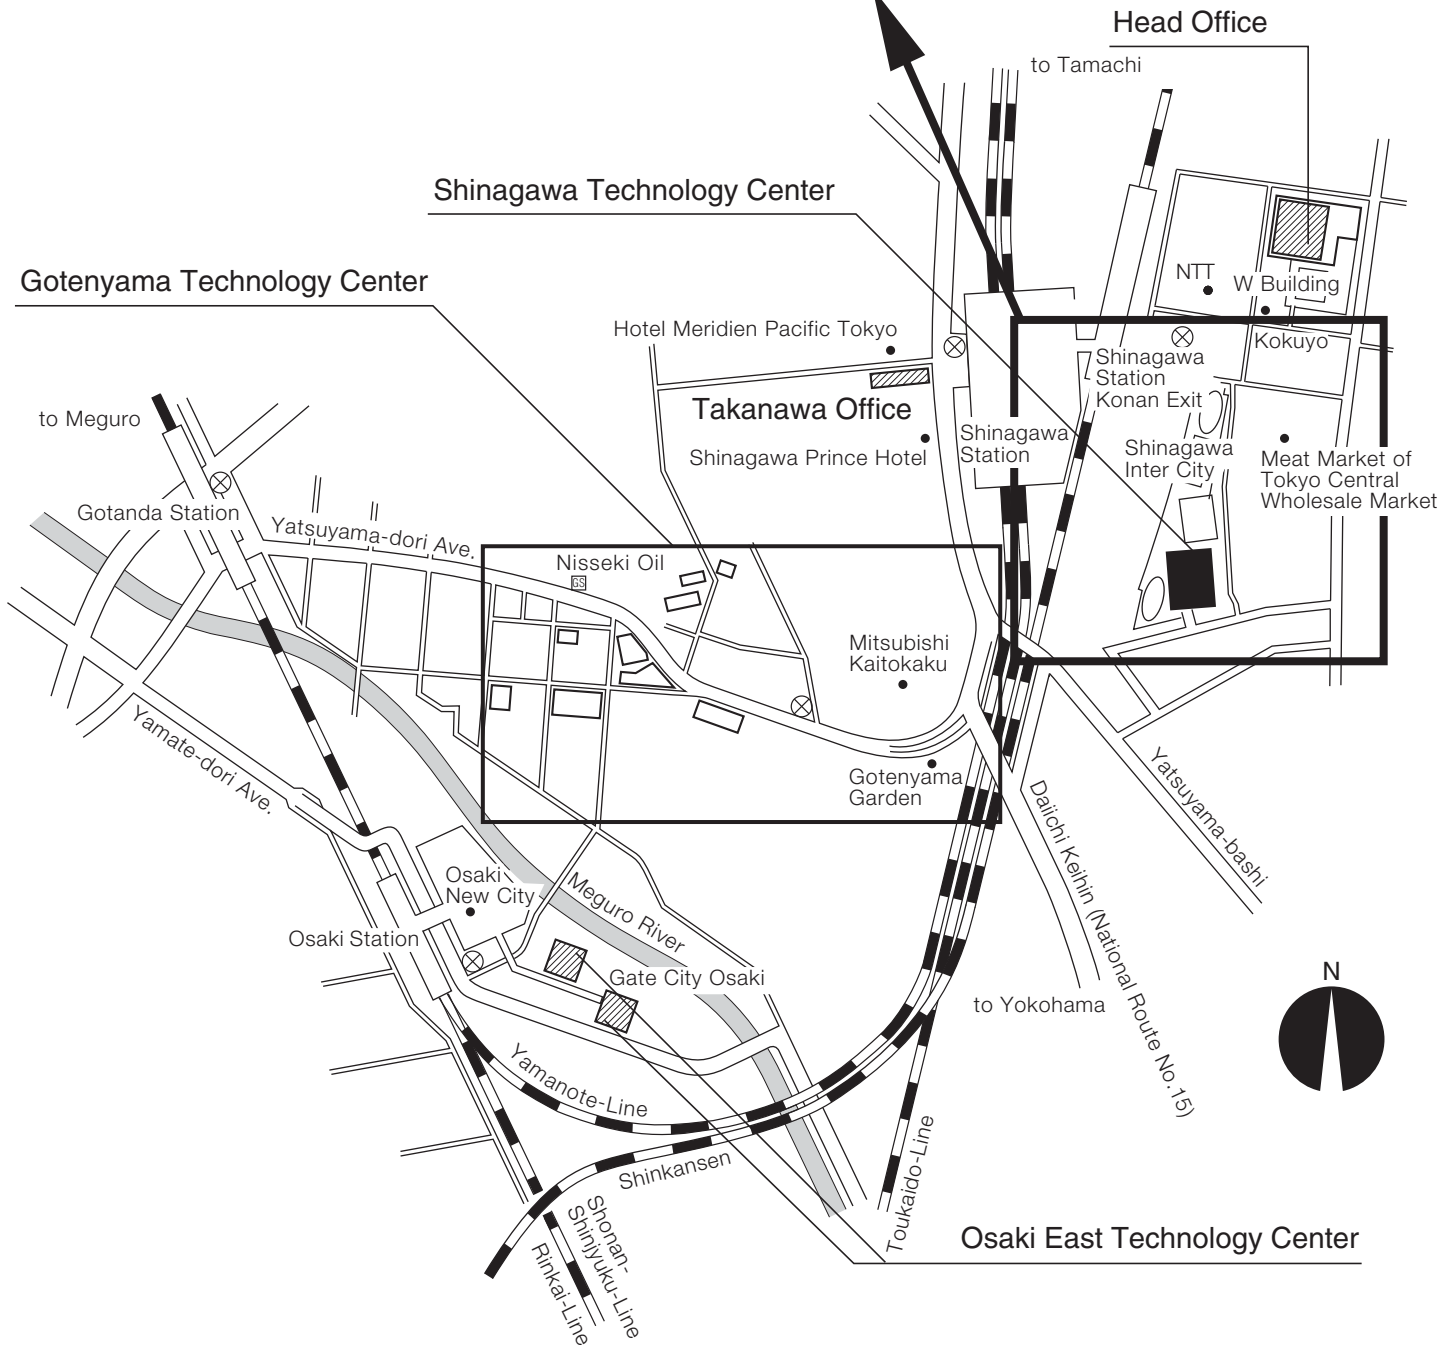 Head Office
to Tamachi
Shinagawa Technology Center
Gotenyama Technology Center
NTT
W Building
Hotel Meridien Pacific Tokyo
Kokuyo
Shinagawa
Station
Konan Exit
to Meguro
Takanawa Office
Shinagawa
Station
Shinagawa Prince Hotel
Shinagawa
Inter City
Meat Market of
Tokyo Central
Wholesale Market
Gotanda Station
Yatsuyama-dori Ave.
Nisseki Oil
GS
Mitsubishi
Kaitokaku
Yamate-dori Ave.
Gotenyama
Garden
Yatsuyama-bashi
Daiichi Keihin (National Route No.15)
Osaki
New City
Meguro River
Osaki Station
Gate City Osaki
N
to Yokohama
Yamanote-Line
Shinkansen
Toukaido-Line
Shonan-
Shinjyuku-Line
Rinkai-Line
Osaki East Technology Center